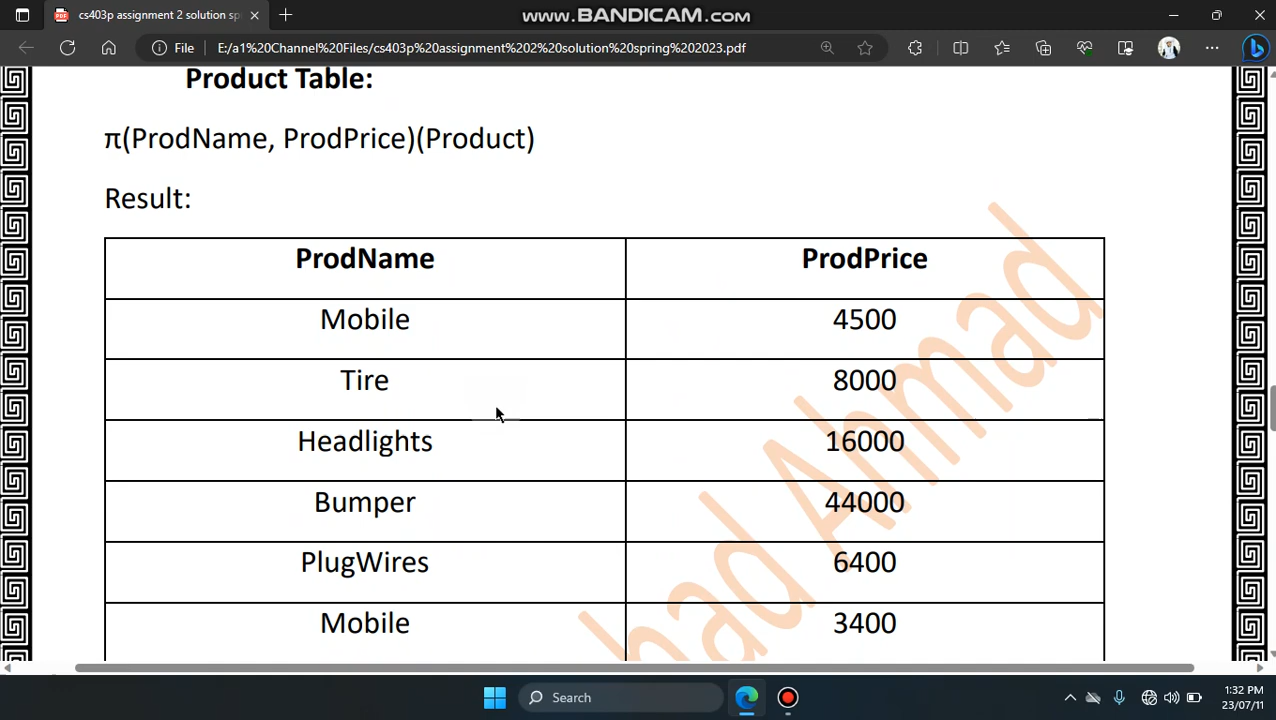 cs403p assignment 2 solution sp
www.BANDICAM.com
File E:/a1%20Channel%20Files/cs403p%20assignment%202%20solution%20spring%202023.pdf
Product Table:
π(ProdName, ProdPrice)(Product)
Result:
ProdName ProdPrice
Mobile 4500
Tire 8000
Headlights 16000
Bumper 44000
PlugWires 6400
Mobile 3400
had Ahmad
Search
1:32 PM
23/07/11